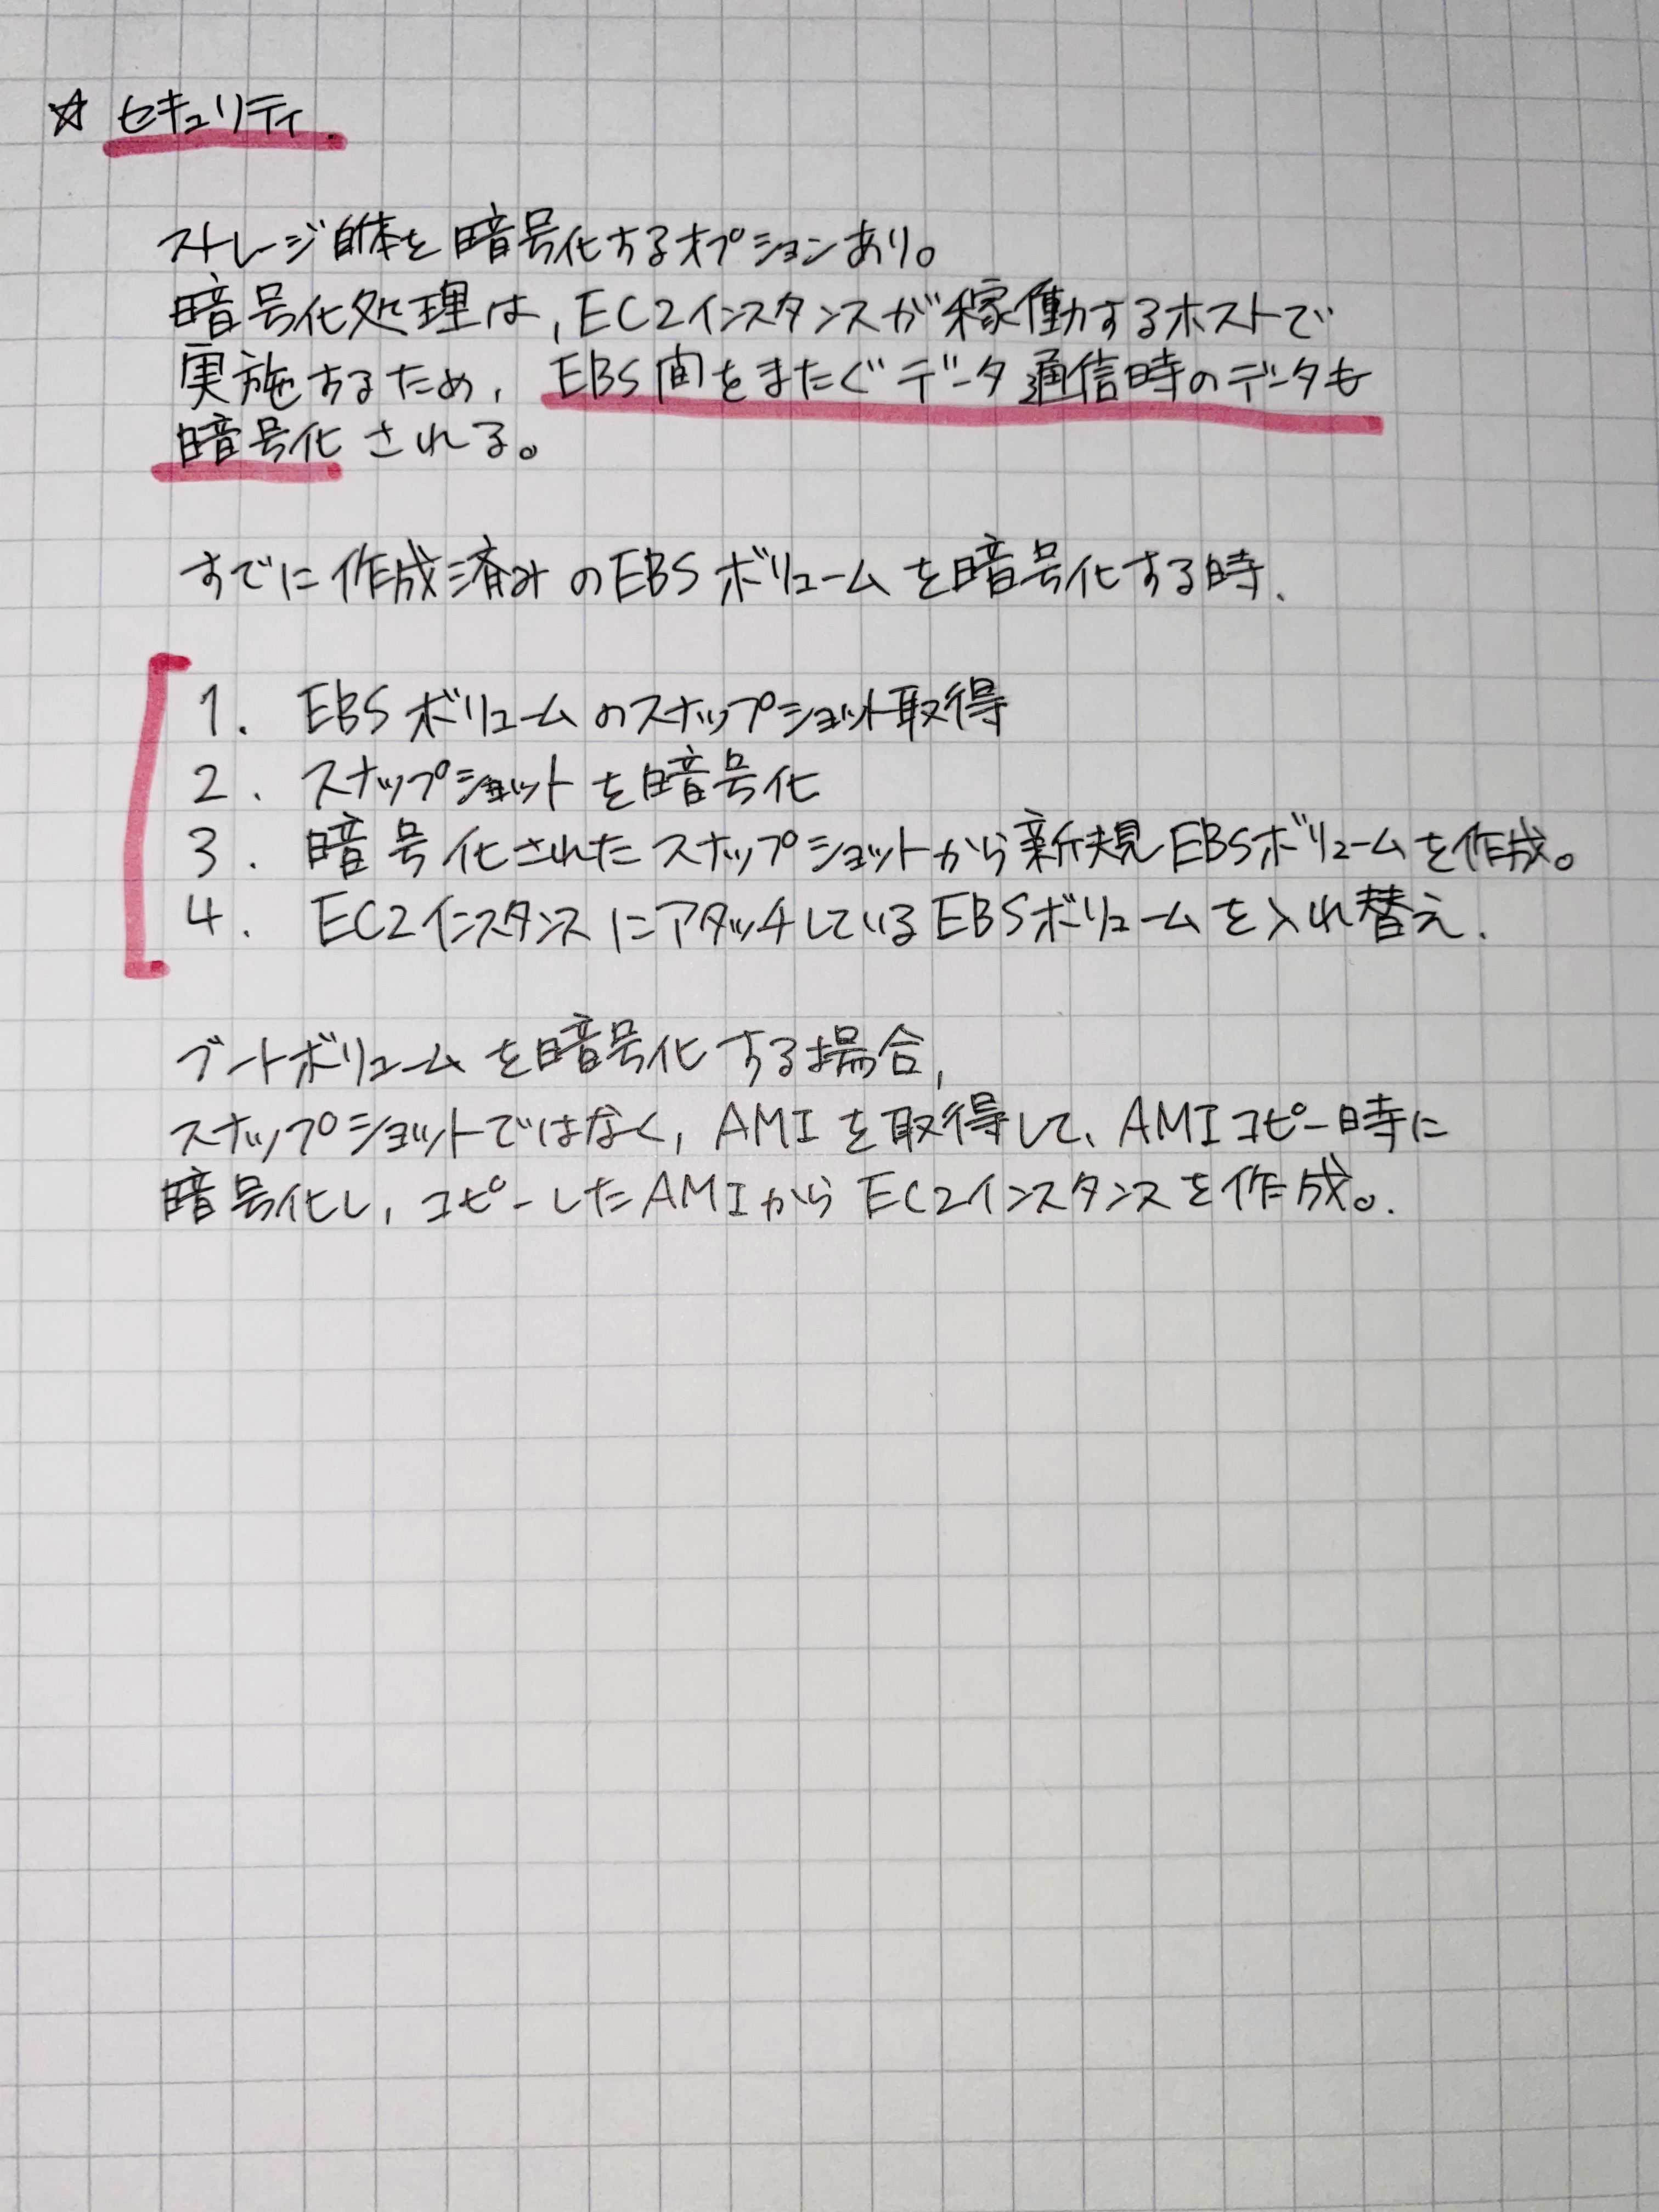 ☆ セキュリティ.
ストレージ自体を暗号化するオプションあり。
暗号化処理は, EC2インスタンスが稼働するホストで
実施するため, EBS間をまたぐデータ通信時のデータも
暗号化される。
すでに作成済みのEBSボリュームを暗号化する時.
1. EBSボリュームのスナップショット取得
2. スナップショットを暗号化
3. 暗号化されたスナップショットから新規EBSボリュームを作成。
4. EC2インスタンスにアタッチしているEBSボリュームを入れ替え.
ブートボリュームを暗号化する場合,
スナップショットではなく, AMIを取得して、AMIコピー時に
暗号化し, コピーしたAMIからEC2インスタンスを作成。.